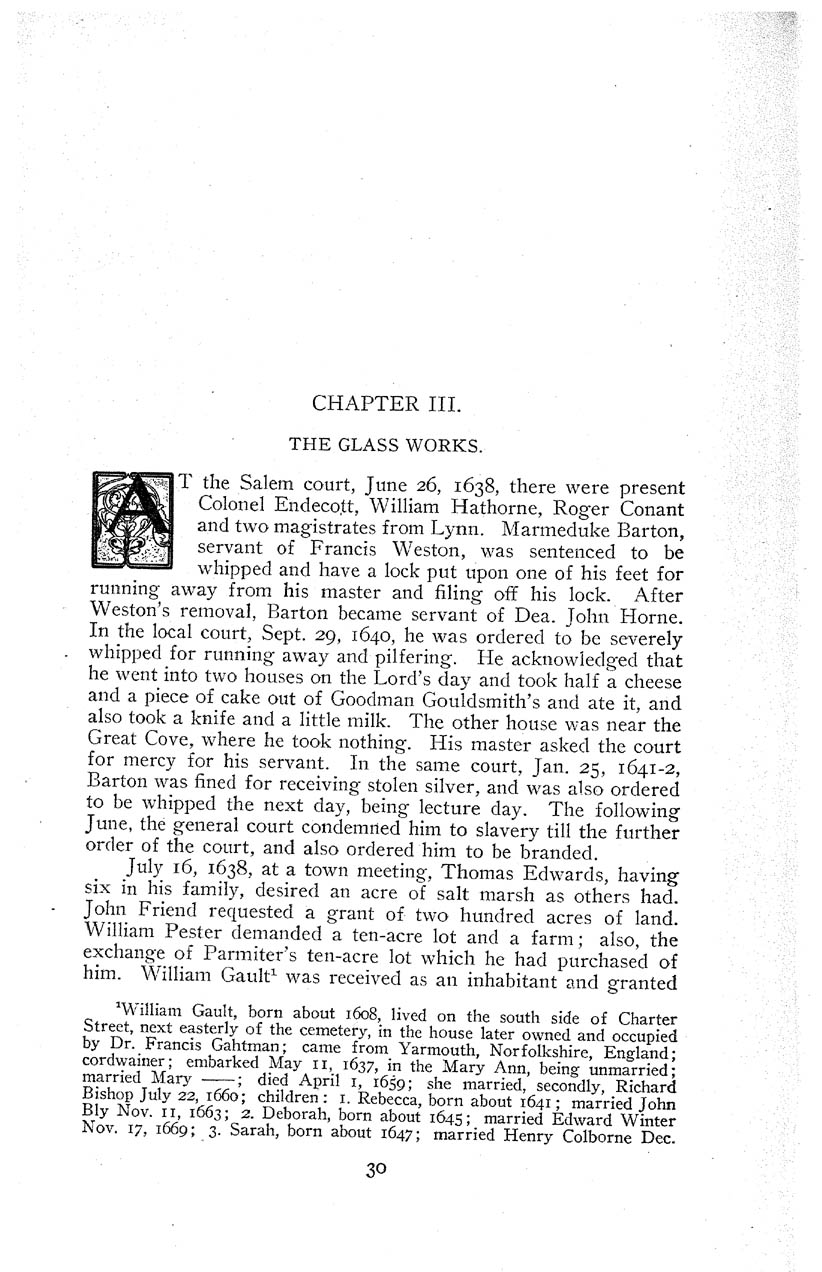 CHAPTER III.
THE GLASS WORKS.
AT the Salem court, June 26, 1638, there were present
Colonel Endecott, William Hathorne, Roger Conant
and two magistrates from Lynn. Marmeduke Barton,
servant of Francis Weston, was sentenced to be
whipped and have a lock put upon one of his feet for
running away from his master and filing off his lock. After
Weston's removal, Barton became servant of Dea. John Horne.
In the local court, Sept. 29, 1640, he was ordered to be severely
whipped for running away and pilfering. He acknowledged that
he went into two houses on the Lord's day and took half a cheese
and a piece of cake out of Goodman Gouldsmith's and ate it, and
also took a knife and a little milk. The other house was near the
Great Cove, where he took nothing. His master asked the court
for mercy for his servant. In the same court, Jan. 25, 1641-2,
Barton was fined for receiving stolen silver, and was also ordered
to be whipped the next day, being lecture day. The following
June, the general court condemned him to slavery till the further
order of the court, and also ordered him to be branded.
July 16, 1638, at a town meeting, Thomas Edwards, having
six in his family, desired an acre of salt marsh as others had.
John Friend requested a grant of two hundred acres of land.
William Pester demanded a ten-acre lot and a farm; also, the
exchange of Parmiter's ten-acre lot which he had purchased of
him. William Gault¹ was received as an inhabitant and granted
¹William Gault, born about 1608, lived on the south side of Charter
Street, next easterly of the cemetery, in the house later owned and occupied
by Dr. Francis Gahtman; came from Yarmouth, Norfolkshire, England;
cordwainer; embarked May 11, 1637, in the Mary Ann, being unmarried;
married Mary ——; died April 1, 1659; she married, secondly, Richard
Bishop July 22, 1660; children: 1. Rebecca, born about 1641; married John
Bly Nov. 11, 1663; 2. Deborah, born about 1645; married Edward Winter
Nov. 17, 1669; 3. Sarah, born about 1647; married Henry Colborne Dec.
30